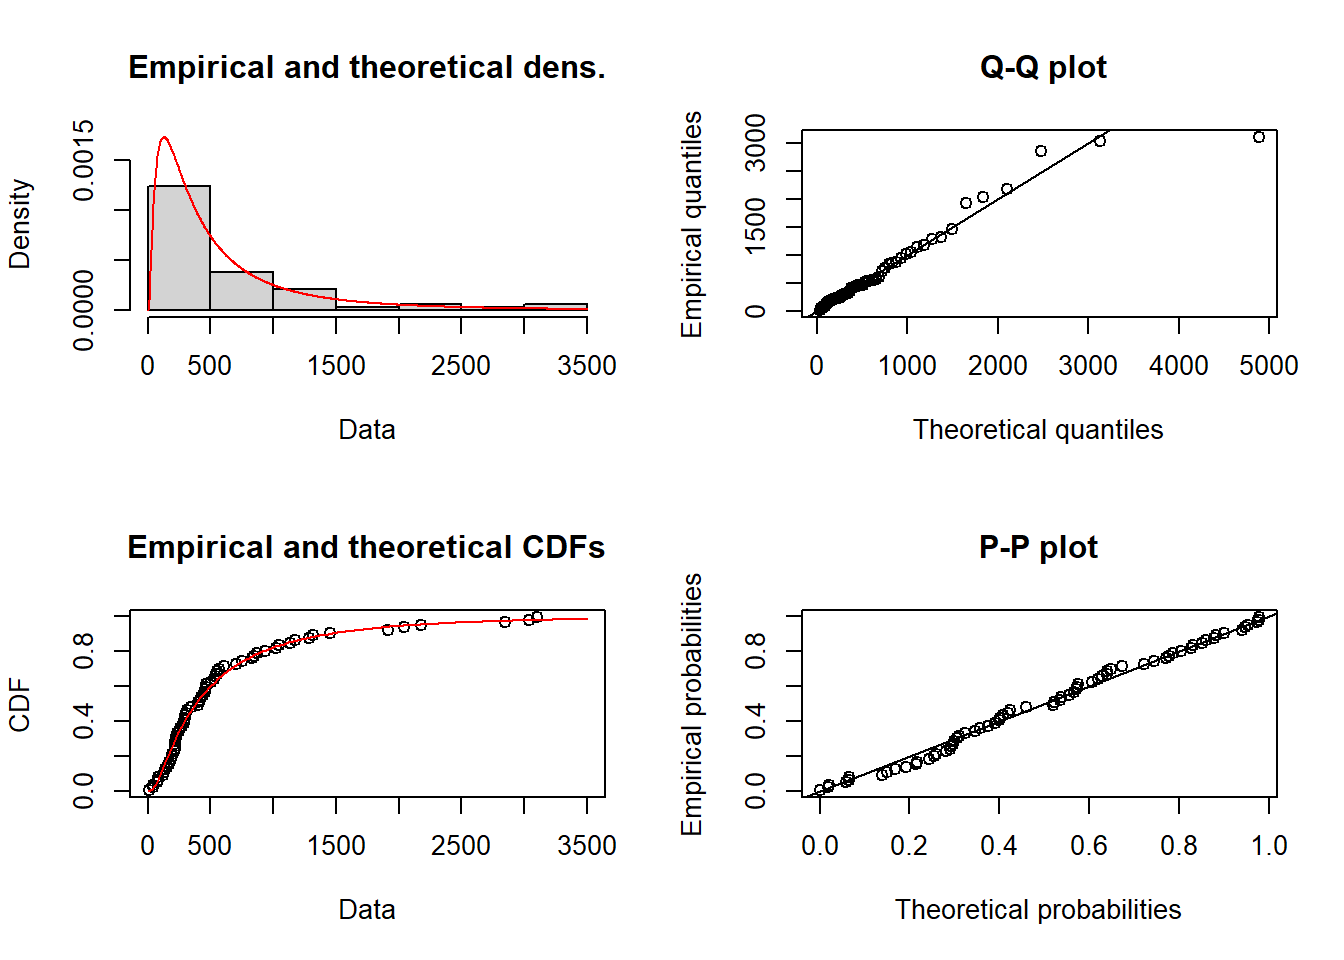 Empirical and theoretical dens.
Density
0.0000 0.0015
0 500 1500 2500 3500
Data
Q-Q plot
Empirical quantiles
0 1500 3000
0 1000 2000 3000 4000 5000
Theoretical quantiles
Empirical and theoretical CDFs
CDF
0.0 0.4 0.8
0 500 1500 2500 3500
Data
P-P plot
Empirical probabilities
0.0 0.4 0.8
0.0 0.2 0.4 0.6 0.8 1.0
Theoretical probabilities